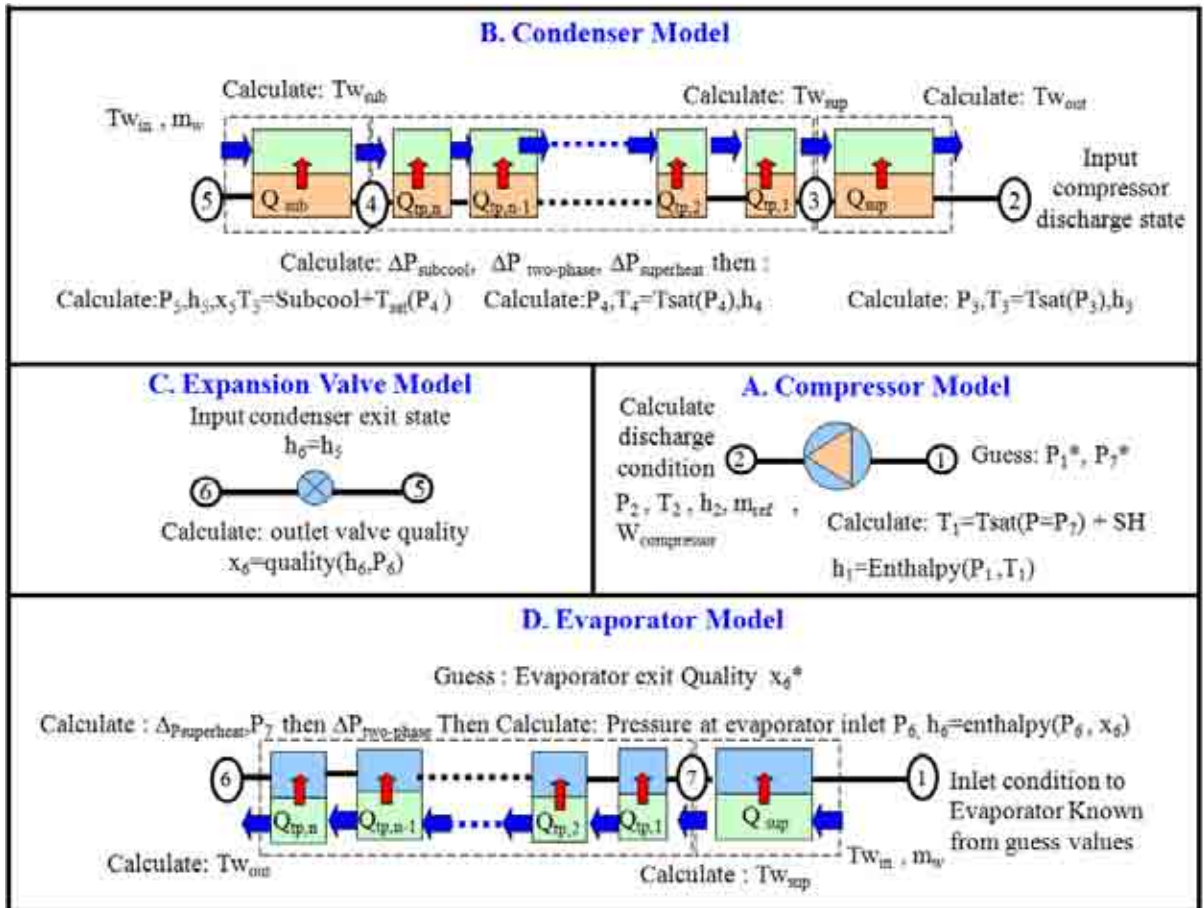 B. Condenser Model
Calculate: Tw_sub
Calculate: Tw_sup
Calculate: Tw_out
Tw_in , m_w
Input
compressor
discharge state
5
Q_sub
4
Q_tp,n
Q_tp,n-1
Q_tp,2
Q_tp,1
3
Q_sup
2
Calculate: ΔP_subcool, ΔP_two-phase, ΔP_superheat then :
Calculate:P_5,h_5,x_5T_5=Subcool+T_sat(P_4 )
Calculate:P_4,T_4=Tsat(P_4),h_4
Calculate: P_3,T_3=Tsat(P_3),h_3
C. Expansion Valve Model
Input condenser exit state
h_6=h_5
6
5
Calculate: outlet valve quality
x_6=quality(h_6,P_6)
A. Compressor Model
Calculate
discharge
condition
P_2 , T_2 , h_2, m_ref ,
W_compressor
2
1
Guess: P_1*, P_7*
Calculate: T_1=Tsat(P=P_7) + SH
h_1=Enthalpy(P_1 ,T_1)
D. Evaporator Model
Guess : Evaporator exit Quality x_6*
Calculate : Δ_Psuperheat,P_7 then ΔP_two-phase Then Calculate: Pressure at evaporator inlet P_6, h_6=enthalpy(P_6 , x_6)
6
Q_tp,n
Q_tp,n-1
Q_tp,2
Q_tp,1
7
Q_sup
1
Inlet condition to
Evaporator Known
from guess values
Calculate: Tw_out
Calculate : Tw_sup
Tw_in , m_w